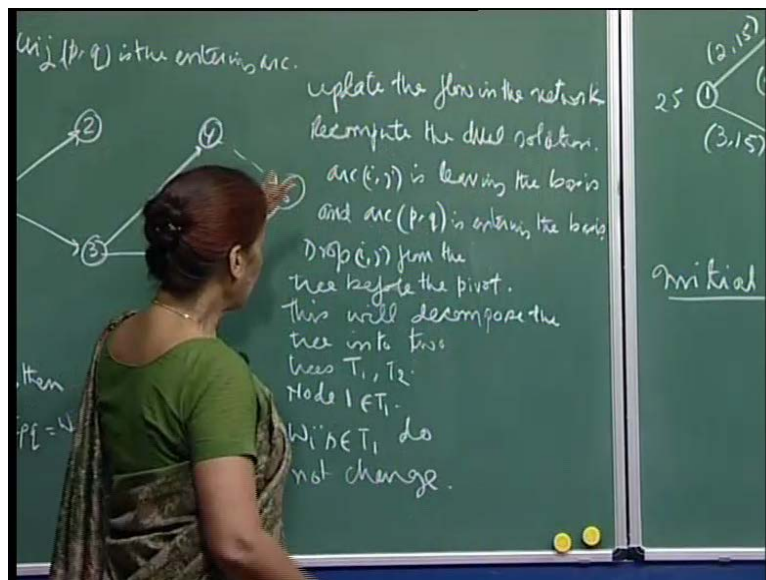 (p,q) is the entering arc.
2
4
3
update the flow in the network
Recompute the dual solution.
arc(i,j) is leaving the basis
and arc(p,q) is entering the basis
Drop(i,j) from the
tree before the pivot.
This will decompose the
tree into two
trees T1, T2.
Node 1 ∈ T1.
Wi's ∈ T1 do
not change.
then
pq =
(2,15)
25 1
(3,15)
Initial